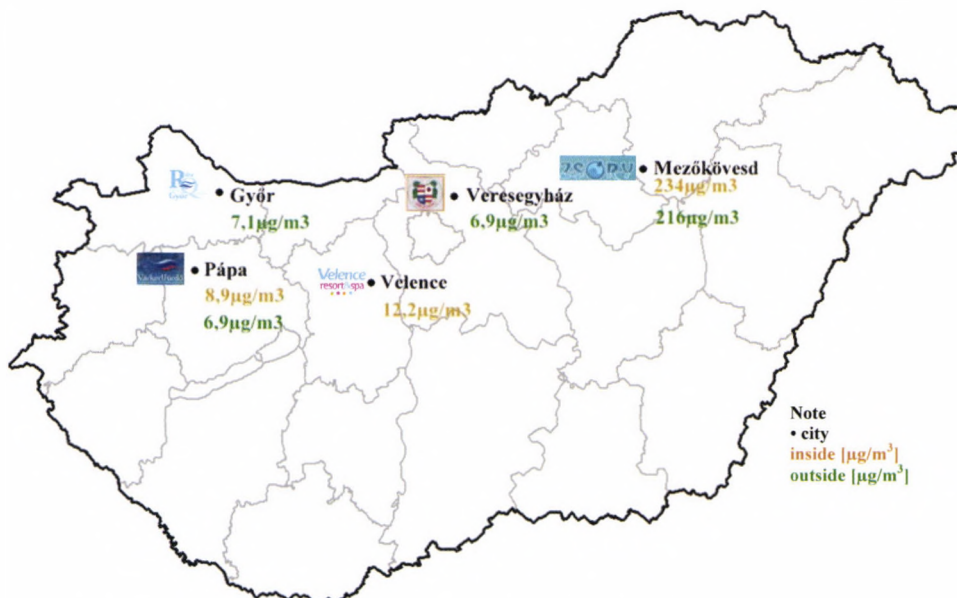 Mezőkövesd
234µg/m3
216µg/m3
Győr
7,1µg/m3
Veresegyház
6,9µg/m3
Pápa
8,9µg/m3
6,9µg/m3
Velence
resort&spa
Velence
12,2µg/m3
Note
• city
inside [µg/m³]
outside [µg/m³]